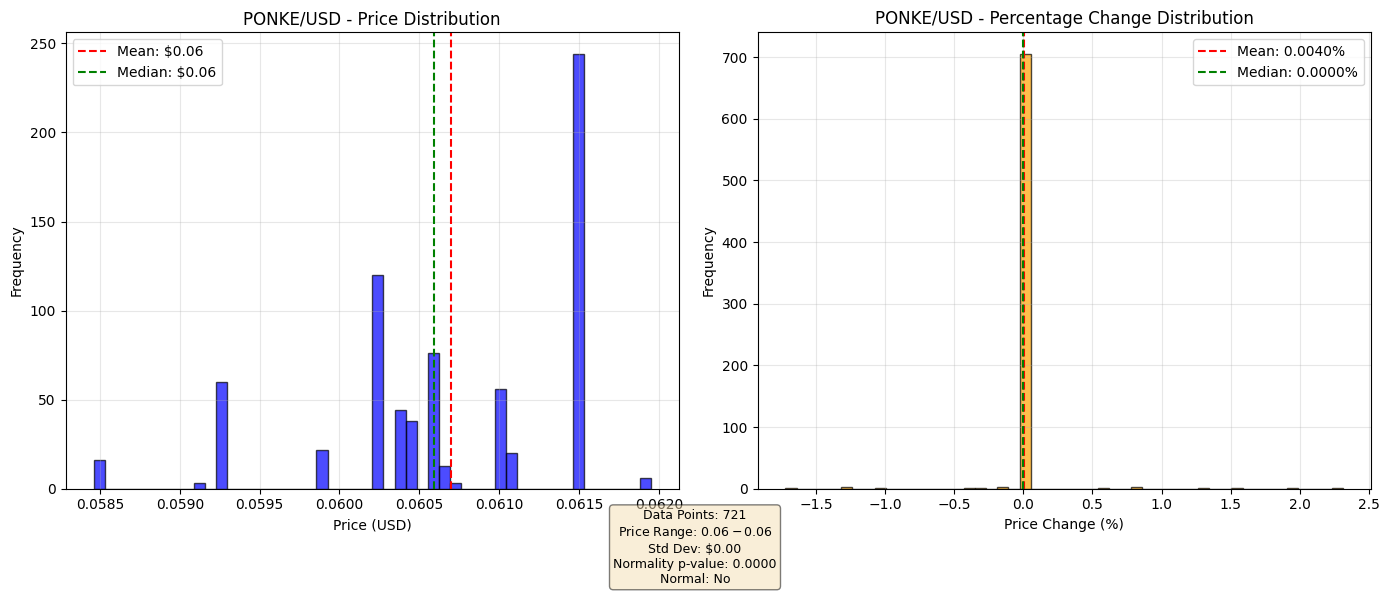 PONKE/USD - Price Distribution
Mean: $0.06
Median: $0.06
Frequency
250
200
150
100
50
0
0.0585
0.0590
0.0595
0.0600
0.0605
0.0610
0.0615
0.0620
Price (USD)
PONKE/USD - Percentage Change Distribution
Mean: 0.0040%
Median: 0.0000%
Frequency
700
600
500
400
300
200
100
0
−1.5
−1.0
−0.5
0.0
0.5
1.0
1.5
2.0
2.5
Price Change (%)
Data Points: 721
Price Range: 0.06 − 0.06
Std Dev: $0.00
Normality p-value: 0.0000
Normal: No